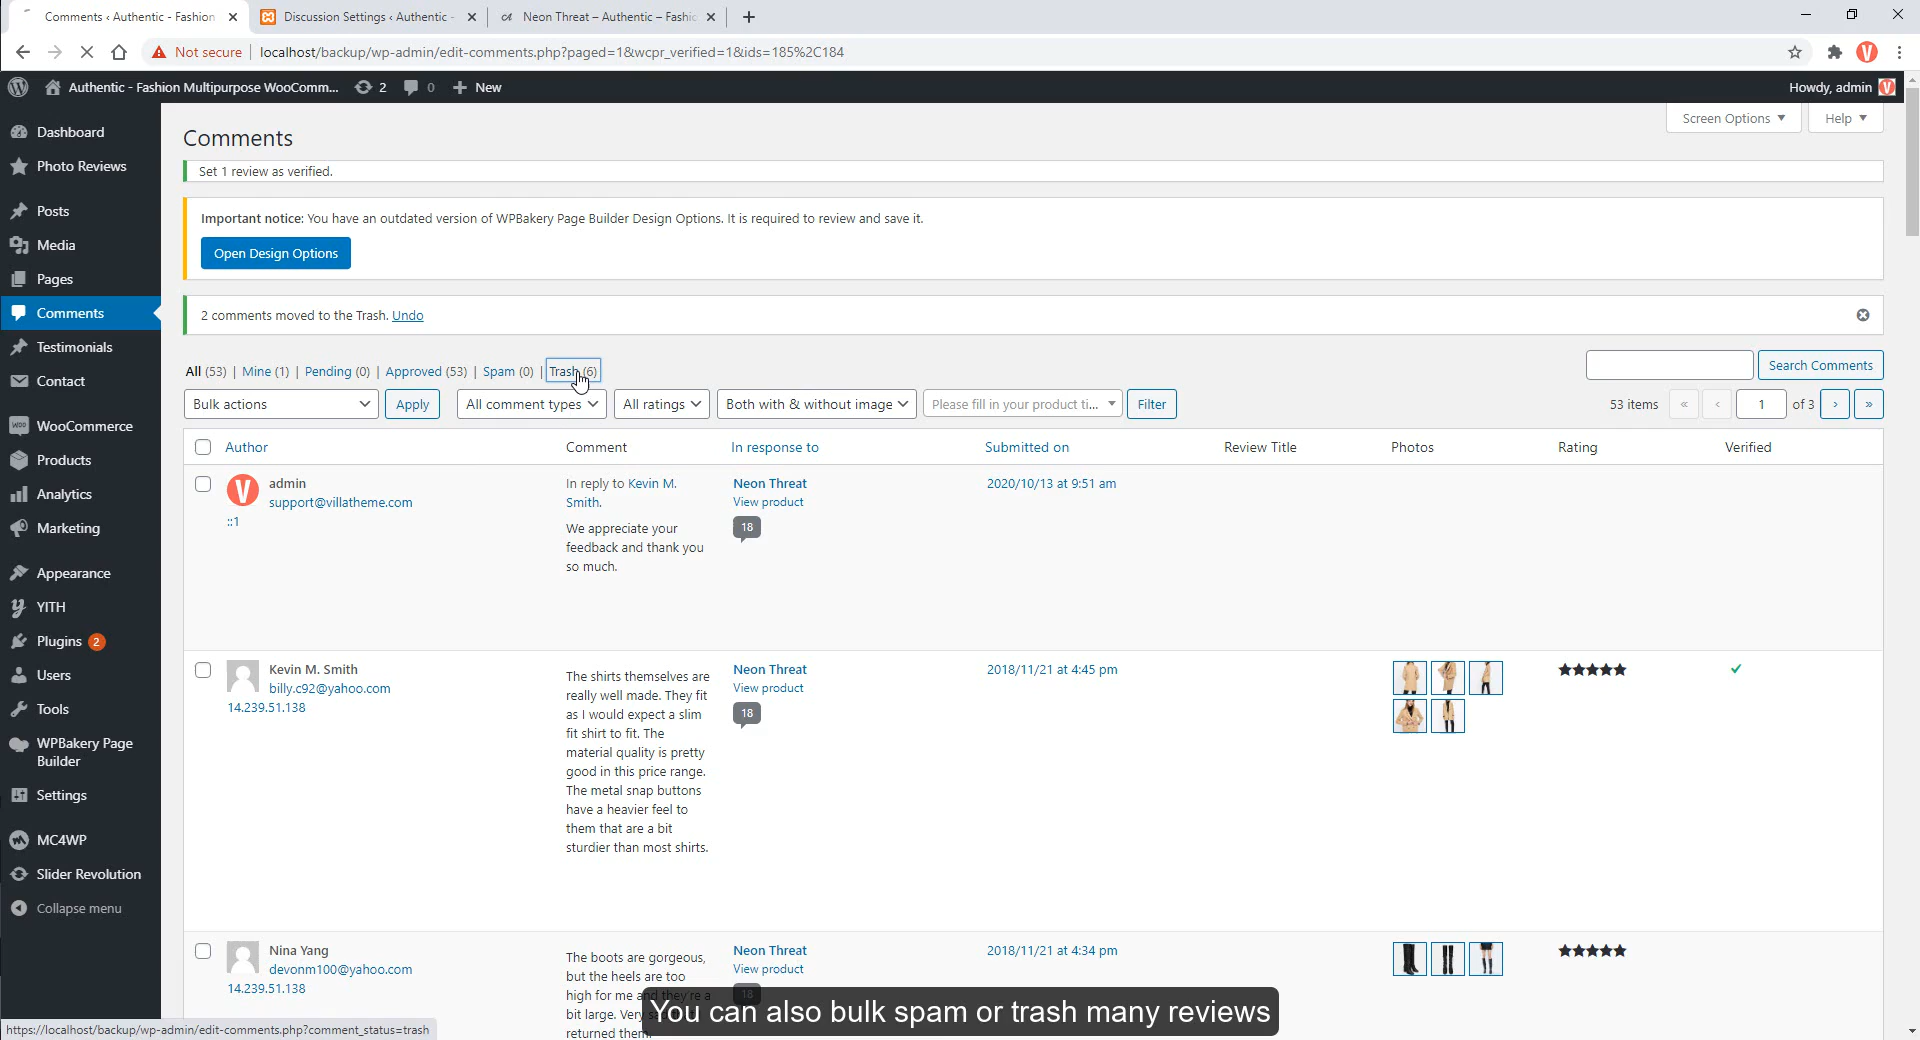 Comments ‹ Authentic - Fashion
Discussion Settings ‹ Authentic -
Neon Threat – Authentic – Fashi
Not secure
localhost/backup/wp-admin/edit-comments.php?paged=1&wcpr_verified=1&ids=185%2C184
Authentic - Fashion Multipurpose WooComm...
2
0
New
Howdy, admin
Screen Options
Help
Dashboard
Photo Reviews
Posts
Media
Pages
Comments
Testimonials
Contact
WooCommerce
Products
Analytics
Marketing
Appearance
YITH
Plugins 2
Users
Tools
WPBakery Page
Builder
Settings
MC4WP
Slider Revolution
Collapse menu
Comments
Set 1 review as verified.
Important notice: You have an outdated version of WPBakery Page Builder Design Options. It is required to review and save it.
Open Design Options
2 comments moved to the Trash. Undo
All (53) | Mine (1) | Pending (0) | Approved (53) | Spam (0) | Trash (6)
Search Comments
Bulk actions
Apply
All comment types
All ratings
Both with & without image
Please fill in your product ti...
Filter
53 items « ‹ 1 of 3 › »
Author
Comment
In response to
Submitted on
Review Title
Photos
Rating
Verified
admin
support@villatheme.com
::1
In reply to Kevin M.
Smith.
We appreciate your
feedback and thank you
so much.
Neon Threat
View product
18
2020/10/13 at 9:51 am
Kevin M. Smith
billy.c92@yahoo.com
14.239.51.138
The shirts themselves are
really well made. They fit
as I would expect a slim
fit shirt to fit. The
material quality is pretty
good in this price range.
The metal snap buttons
have a heavier feel to
them that are a bit
sturdier than most shirts.
Neon Threat
View product
18
2018/11/21 at 4:45 pm
Nina Yang
devonm100@yahoo.com
14.239.51.138
The boots are gorgeous,
but the heels are too
high for me and they're a
bit large. Very
returned them
Neon Threat
View product
18
2018/11/21 at 4:34 pm
You can also bulk spam or trash many reviews
https://localhost/backup/wp-admin/edit-comments.php?comment_status=trash